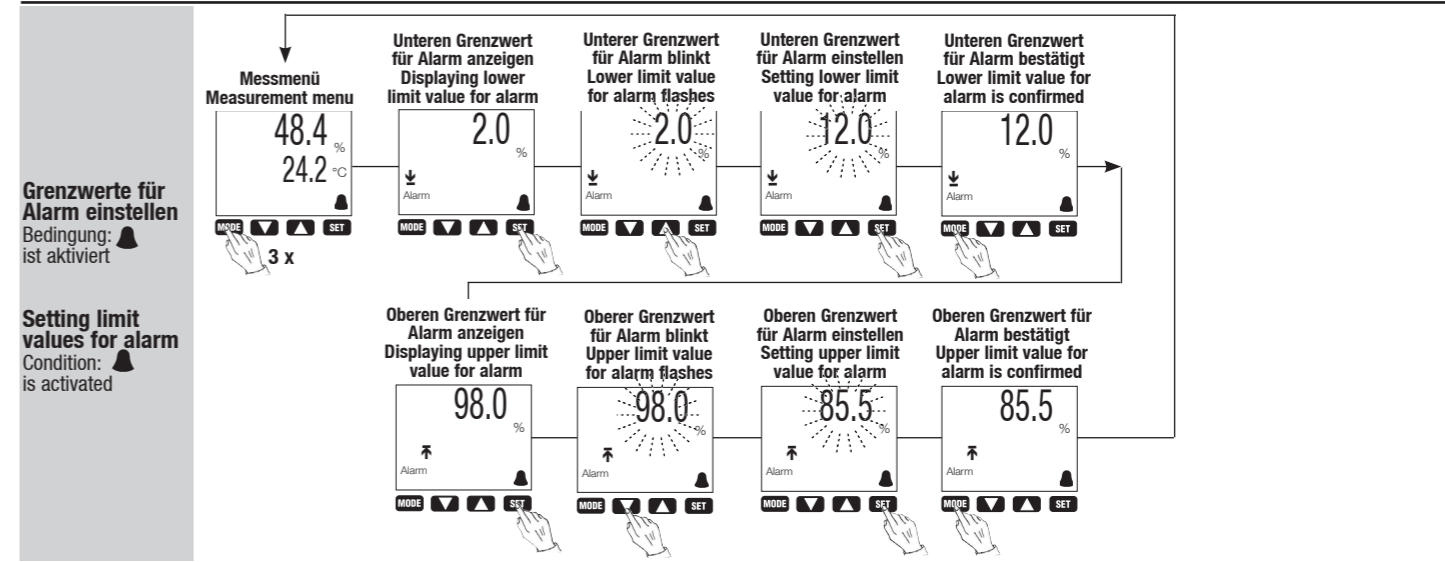 Grenzwerte für
Alarm einstellen
Bedingung:
ist aktiviert
Setting limit
values for alarm
Condition:
is activated
Messmenü
Measurement menu
48.4 %
24.2 °C
MODE SET
3 x
Unteren Grenzwert
für Alarm anzeigen
Displaying lower
limit value for alarm
2.0
%
Alarm
MODE SET
Unterer Grenzwert
für Alarm blinkt
Lower limit value
for alarm flashes
2.0
%
Alarm
MODE SET
Unteren Grenzwert
für Alarm einstellen
Setting lower limit
value for alarm
12.0
%
Alarm
MODE SET
Unteren Grenzwert
für Alarm bestätigt
Lower limit value for
alarm is confirmed
12.0
%
Alarm
MODE SET
Oberen Grenzwert für
Alarm anzeigen
Displaying upper limit
value for alarm
98.0
%
Alarm
MODE SET
Oberer Grenzwert
für Alarm blinkt
Upper limit value
for alarm flashes
98.0
%
Alarm
MODE SET
Oberen Grenzwert
für Alarm einstellen
Setting upper limit
value for alarm
85.5
%
Alarm
MODE SET
Oberen Grenzwert für
Alarm bestätigt
Upper limit value for
alarm is confirmed
85.5
%
Alarm
MODE SET